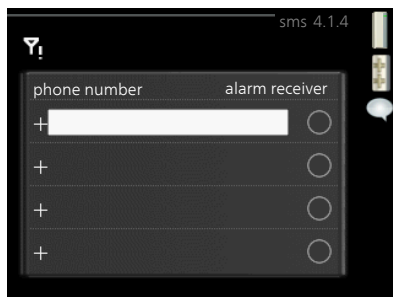 sms 4.1.4
phone number alarm receiver
+
+
+
+